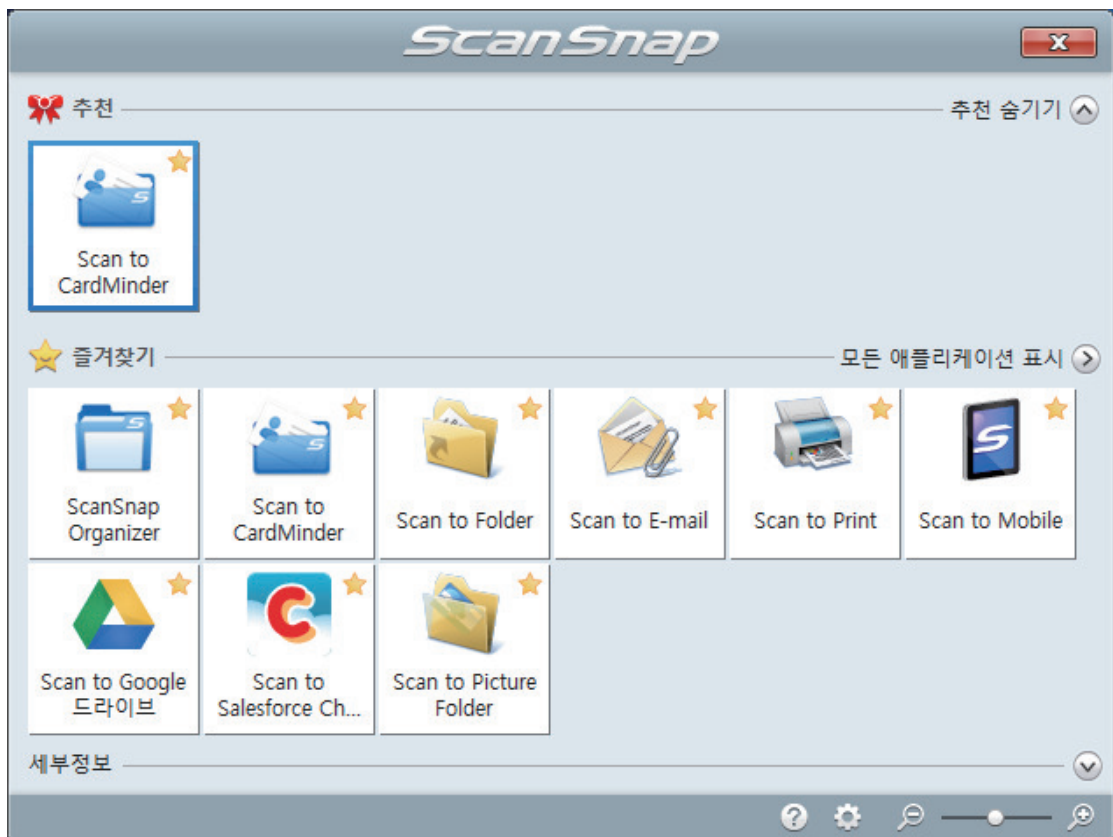 ScanSnap
추천
추천 숨기기
Scan to
CardMinder
즐겨찾기
모든 애플리케이션 표시
ScanSnap
Organizer
Scan to
CardMinder
Scan to Folder
Scan to E-mail
Scan to Print
Scan to Mobile
Scan to Google
드라이브
Scan to
Salesforce Ch...
Scan to Picture
Folder
세부정보